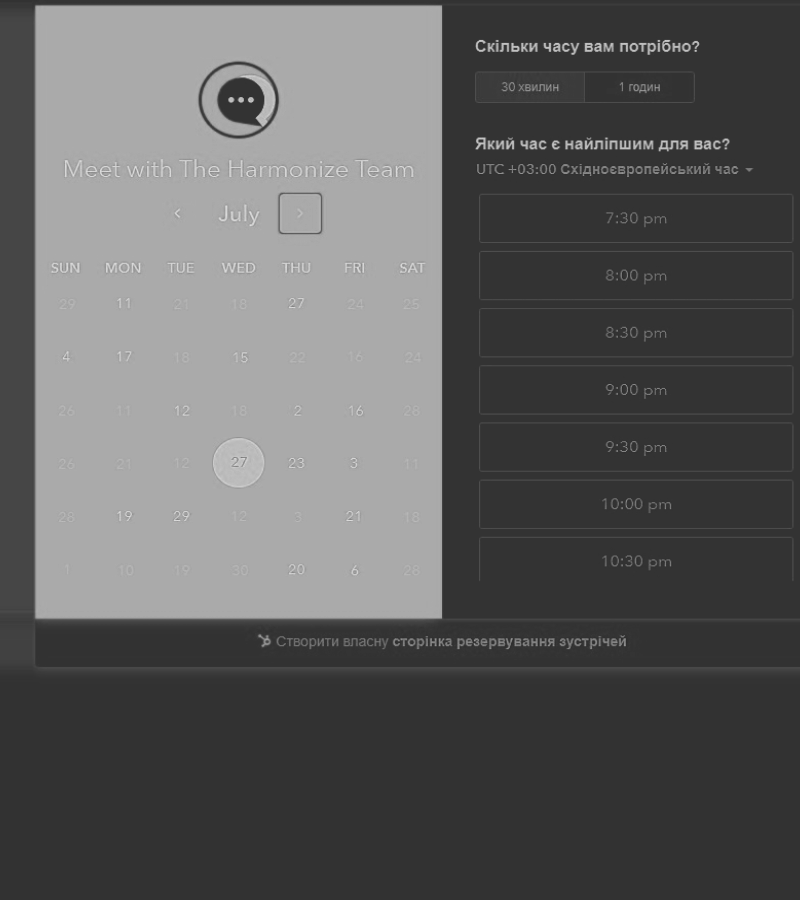 Meet with The Harmonize Team
July
SUN MON TUE WED THU FRI SAT
29 11 21 18 27 24 25
4 17 18 15 22 16 24
26 11 12 18 2 16 26
26 21 12 27 23 3 11
28 19 29 12 3 21 18
1 10 19 30 20 6 28
Скільки часу вам потрібно?
30 хвилин 1 годин
Який час є найліпшим для вас?
UTC +03:00 Східноєвропейський час
7:30 pm
8:00 pm
8:30 pm
9:00 pm
9:30 pm
10:00 pm
10:30 pm
Створити власну сторінка резервування зустрічей